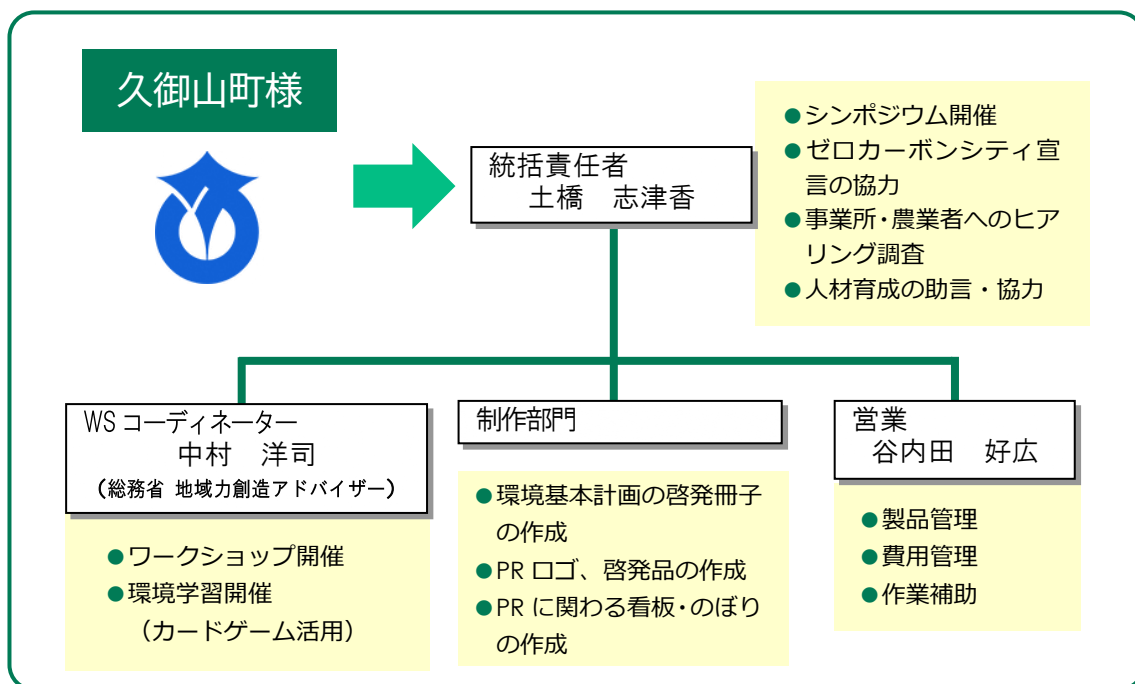 久御山町様
統括責任者
土橋 志津香
●シンポジウム開催
●ゼロカーボンシティ宣
言の協力
●事業所・農業者へのヒア
リング調査
●人材育成の助言・協力
WSコーディネーター
中村 洋司
(総務省 地域力創造アドバイザー)
●ワークショップ開催
●環境学習開催
(カードゲーム活用)
制作部門
●環境基本計画の啓発冊子
の作成
●PRロゴ、啓発品の作成
●PRに関わる看板・のぼり
の作成
営業
谷内田 好広
●製品管理
●費用管理
●作業補助